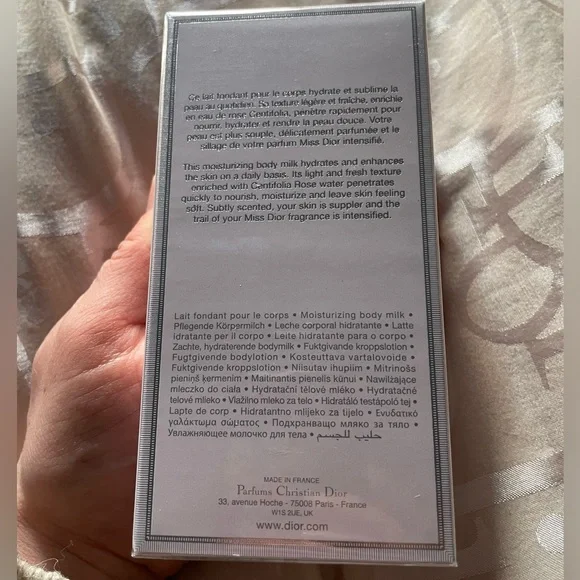 Ce lait fondant pour le corps hydrate et sublime la
peau au quotidien. Sa texture légère et fraîche, enrichie
en eau de rose Centifolia, pénètre rapidement pour
nourrir, hydrater et rendre la peau douce. Votre
peau est plus souple, délicatement parfumée et le
sillage de votre parfum Miss Dior intensifié.
This moisturizing body milk hydrates and enhances
the skin on a daily basis. Its light and fresh texture
enriched with Centifolia Rose water penetrates
quickly to nourish, moisturize and leave skin feeling
soft. Subtly scented, your skin is suppler and the
trail of your Miss Dior fragrance is intensified.
Lait fondant pour le corps • Moisturizing body milk •
Pflegende Körpermilch • Leche corporal hidratante • Latte
idratante per il corpo • Leite hidratante para o corpo •
Zachte, hydraterende bodymilk • Fuktgivande kroppslotion •
Fugtgivende bodylotion • Kosteuttava vartalovoide •
Fuktgivende kroppslotion • Niisutav ihupiim • Mitrinošs
pieniņš ķermenim • Maitinantis pienelis kūnui • Nawilżające
mleczko do ciała • Hydratační tělové mléko • Hydratačné
telové mlieko • Vlažilno mleko za telo • Hidratáló testápoló tej •
Lapte de corp • Hidratantno mlijeko za tijelo • Ενυδατικό
γαλάκτωμα σώματος • Подхранващо мляко за тяло •
Увлажняющее молочко для тела • حليب للجسم
MADE IN FRANCE
Parfums Christian Dior
33, avenue Hoche - 75008 Paris - France
W1S 2UE, UK
www.dior.com